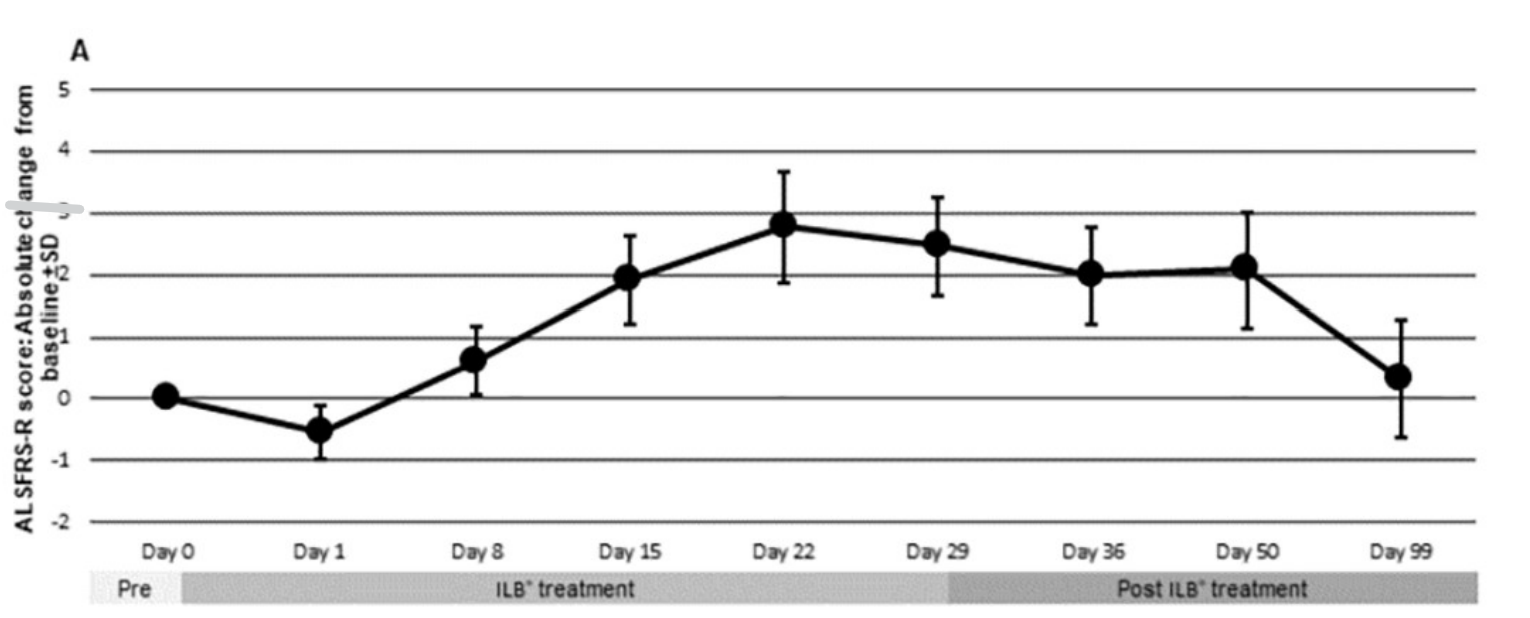 A
ALSFRS-R score: Absolute change from
baseline±SD
5
4
3
2
1
0
-1
-2
Day 0 Day 1 Day 8 Day 15 Day 22 Day 29 Day 36 Day 50 Day 99
Pre ILB® treatment Post ILB® treatment